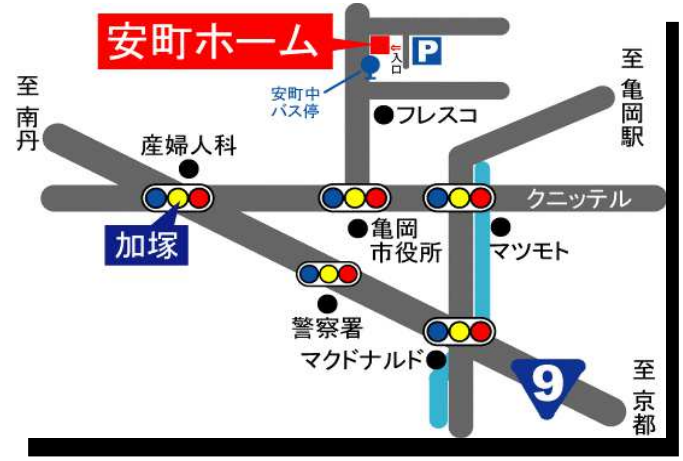 安町ホーム
入口
P
至亀岡駅
至南丹
安町中
バス停
フレスコ
産婦人科
クニッテル
加塚
亀岡
市役所
マツモト
警察署
マクドナルド
9
至京都